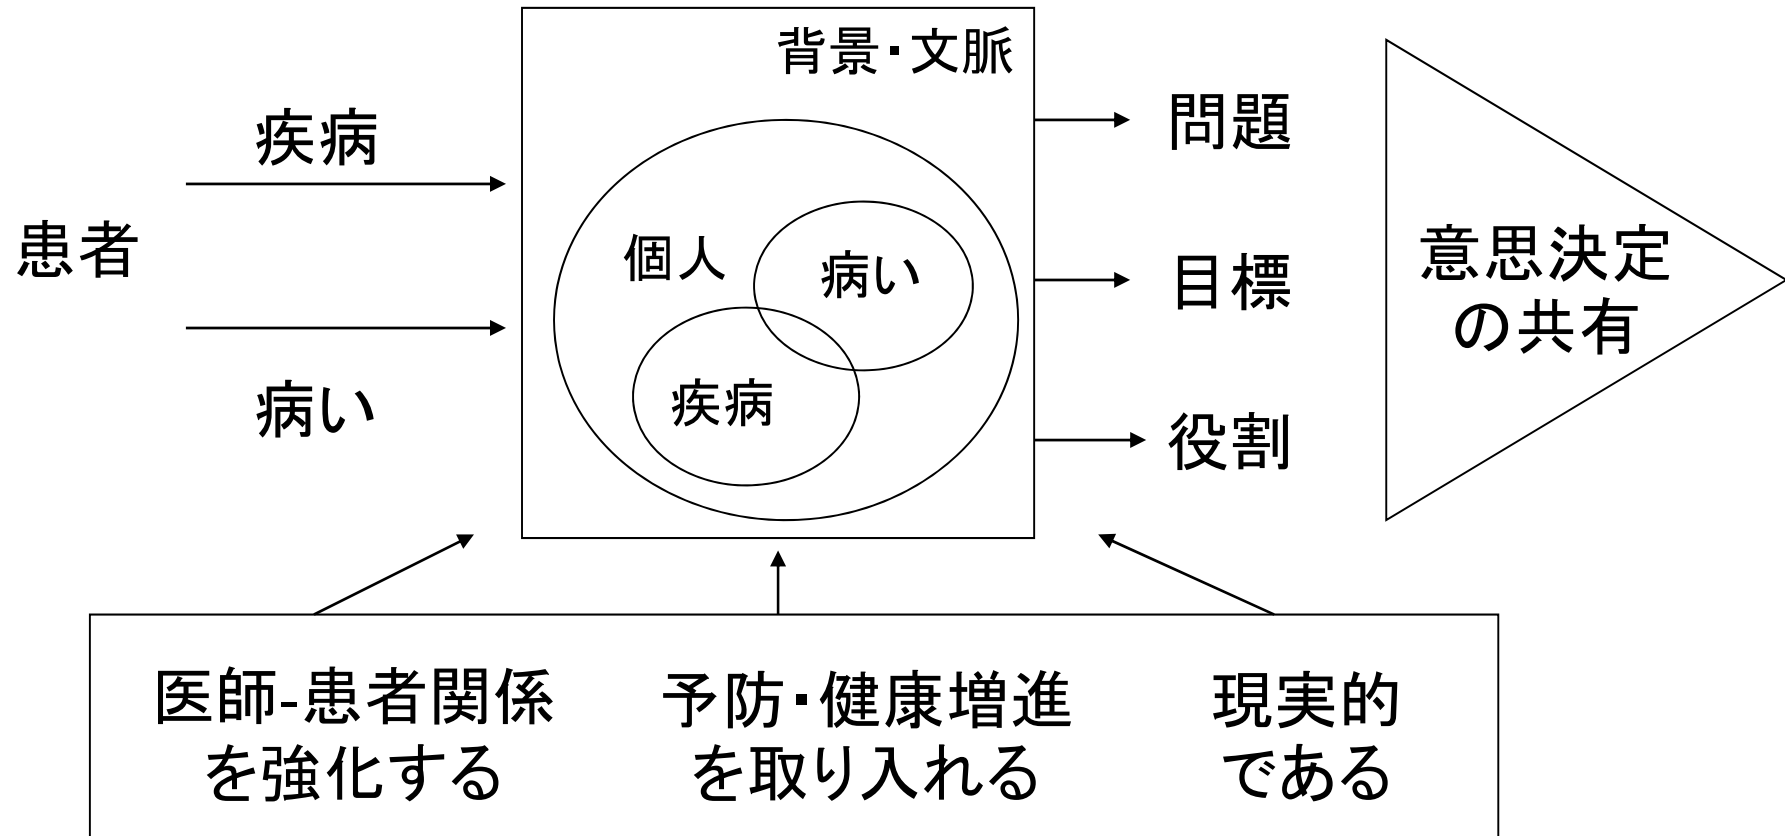 背景・文脈
疾病
問題
患者
個人
病い
目標
意思決定
の共有
疾病
病い
役割
医師-患者関係
を強化する
予防・健康増進
を取り入れる
現実的
である